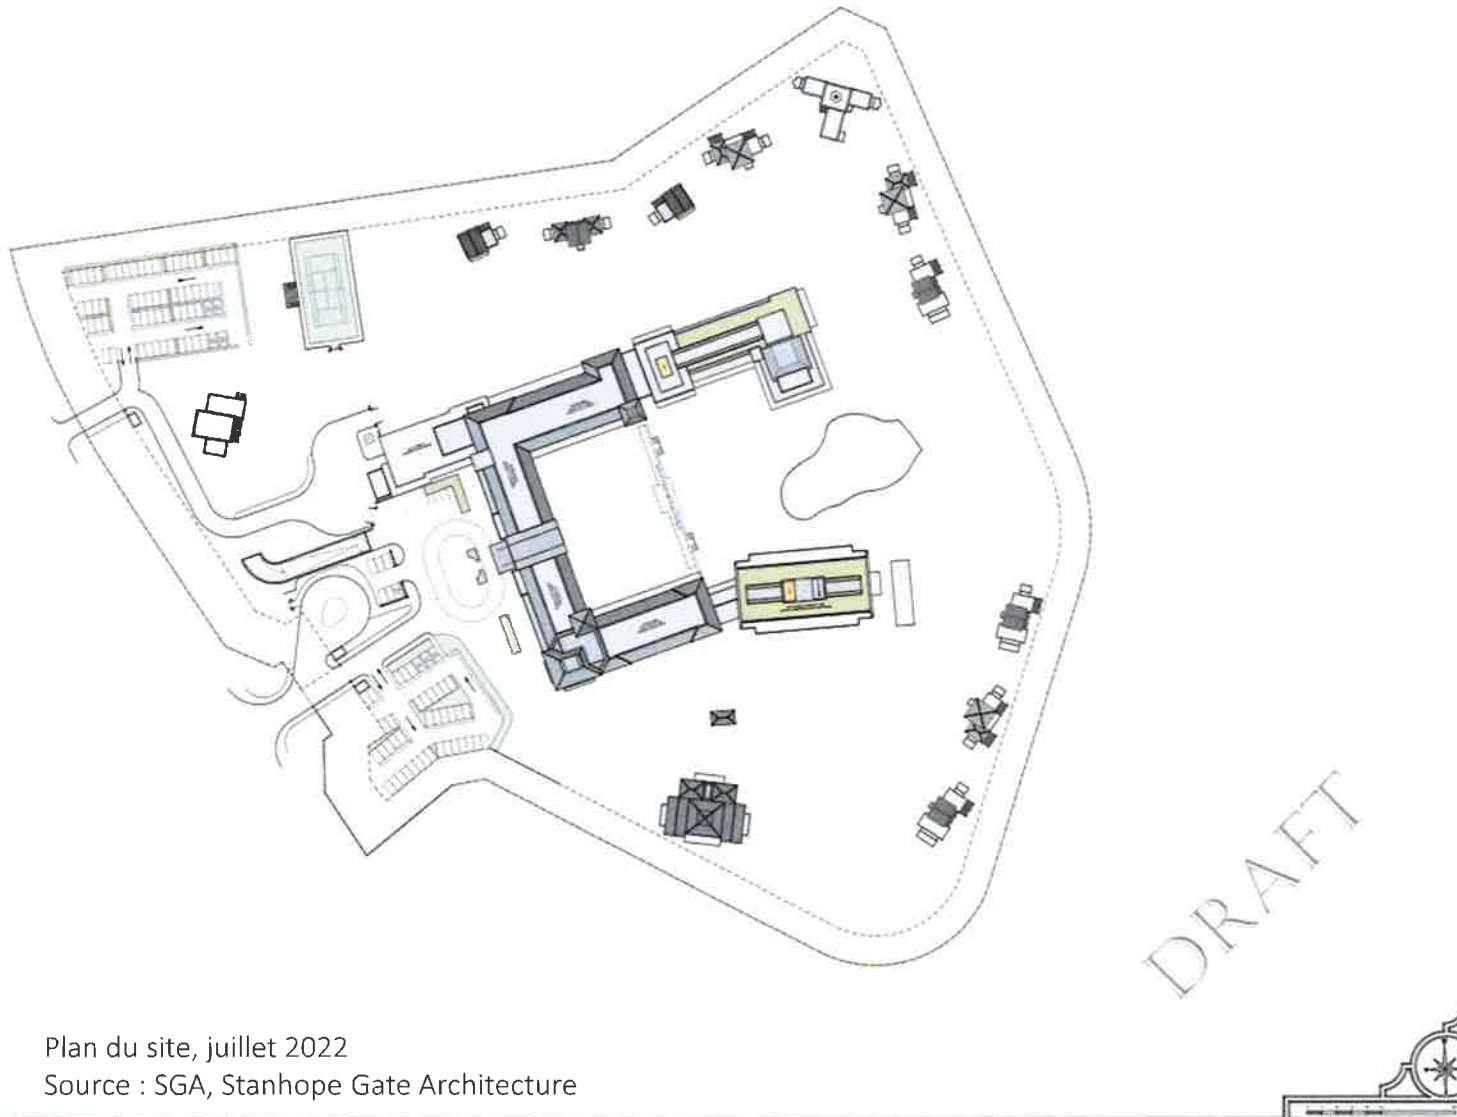 DRAFT
Plan du site, juillet 2022
Source : SGA, Stanhope Gate Architecture